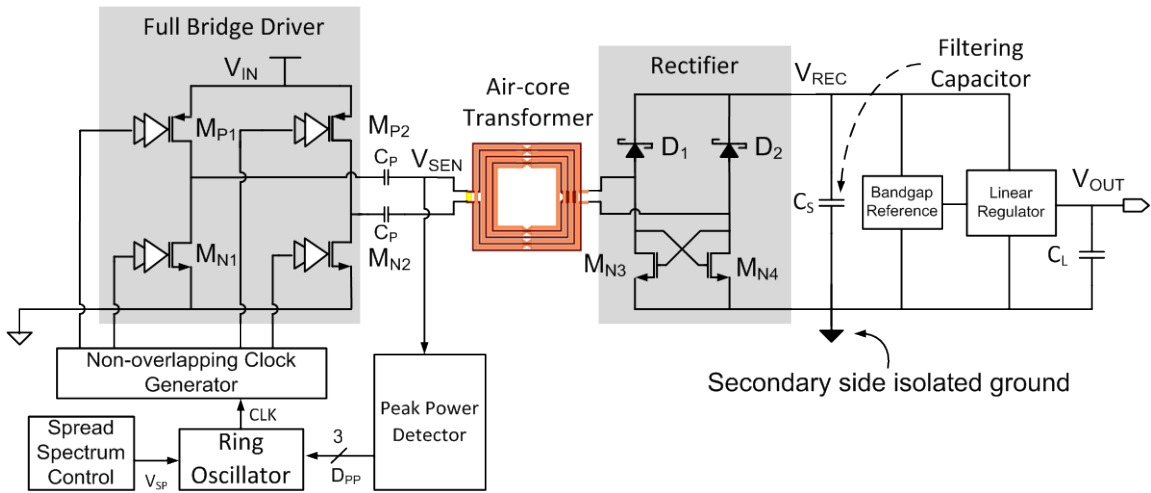 Full Bridge Driver
V_IN
M_P1
M_P2
M_N1
M_N2
C_P
C_P
V_SEN
Air-core
Transformer
Rectifier
D_1
D_2
M_N3
M_N4
V_REC
Filtering
Capacitor
C_S
Bandgap
Reference
Linear
Regulator
V_OUT
C_L
Secondary side isolated ground
Non-overlapping Clock
Generator
CLK
Spread
Spectrum
Control
V_SP
Ring
Oscillator
3
D_PP
Peak Power
Detector